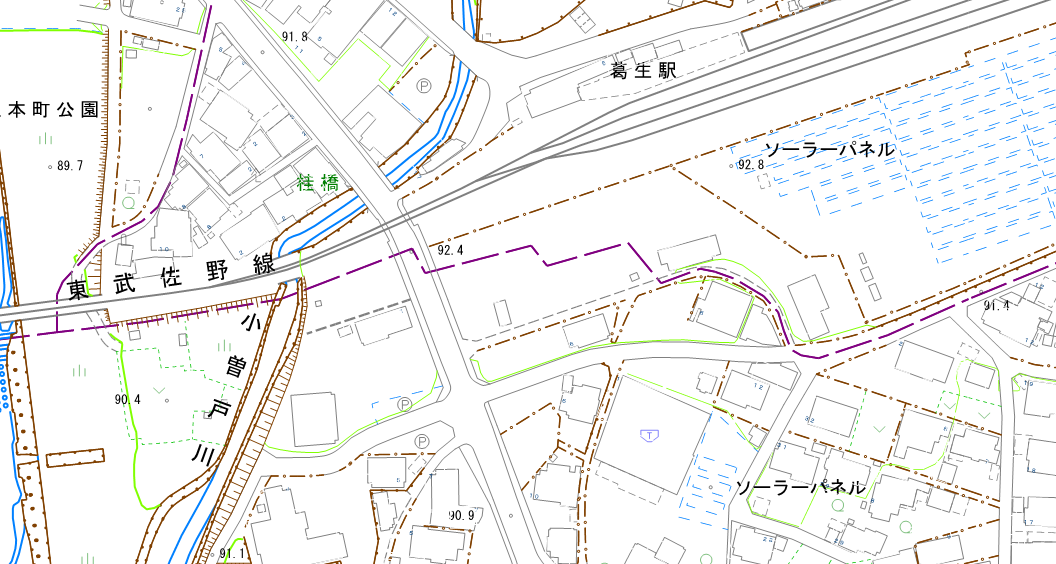 91.8
葛生駅
本町公園
ソーラーパネル
89.7
92.8
桂橋
92.4
東武佐野線
91.4
小曽戸川
90.4
ソーラーパネル
90.9
91.1
P
P
P
T